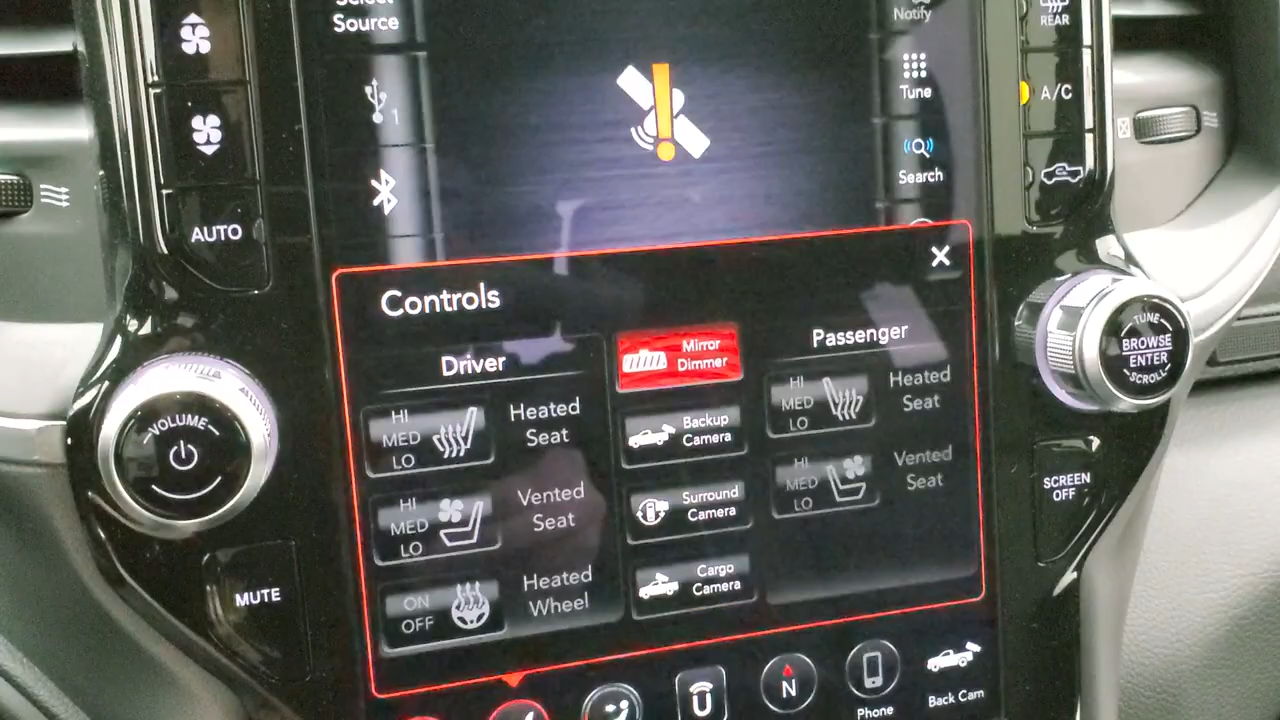 Select
Source
1
AUTO
VOLUME
MUTE
Notify
Tune
Search
REAR
A/C
TUNE
BROWSE
ENTER
SCROLL
SCREEN
OFF
Controls
Driver
HI
MED
LO
Heated
Seat
HI
MED
LO
Vented
Seat
ON
OFF
Heated
Wheel
Mirror
Dimmer
Backup
Camera
Surround
Camera
Cargo
Camera
Passenger
HI
MED
LO
Heated
Seat
HI
MED
LO
Vented
Seat
N
Phone
Back Cam